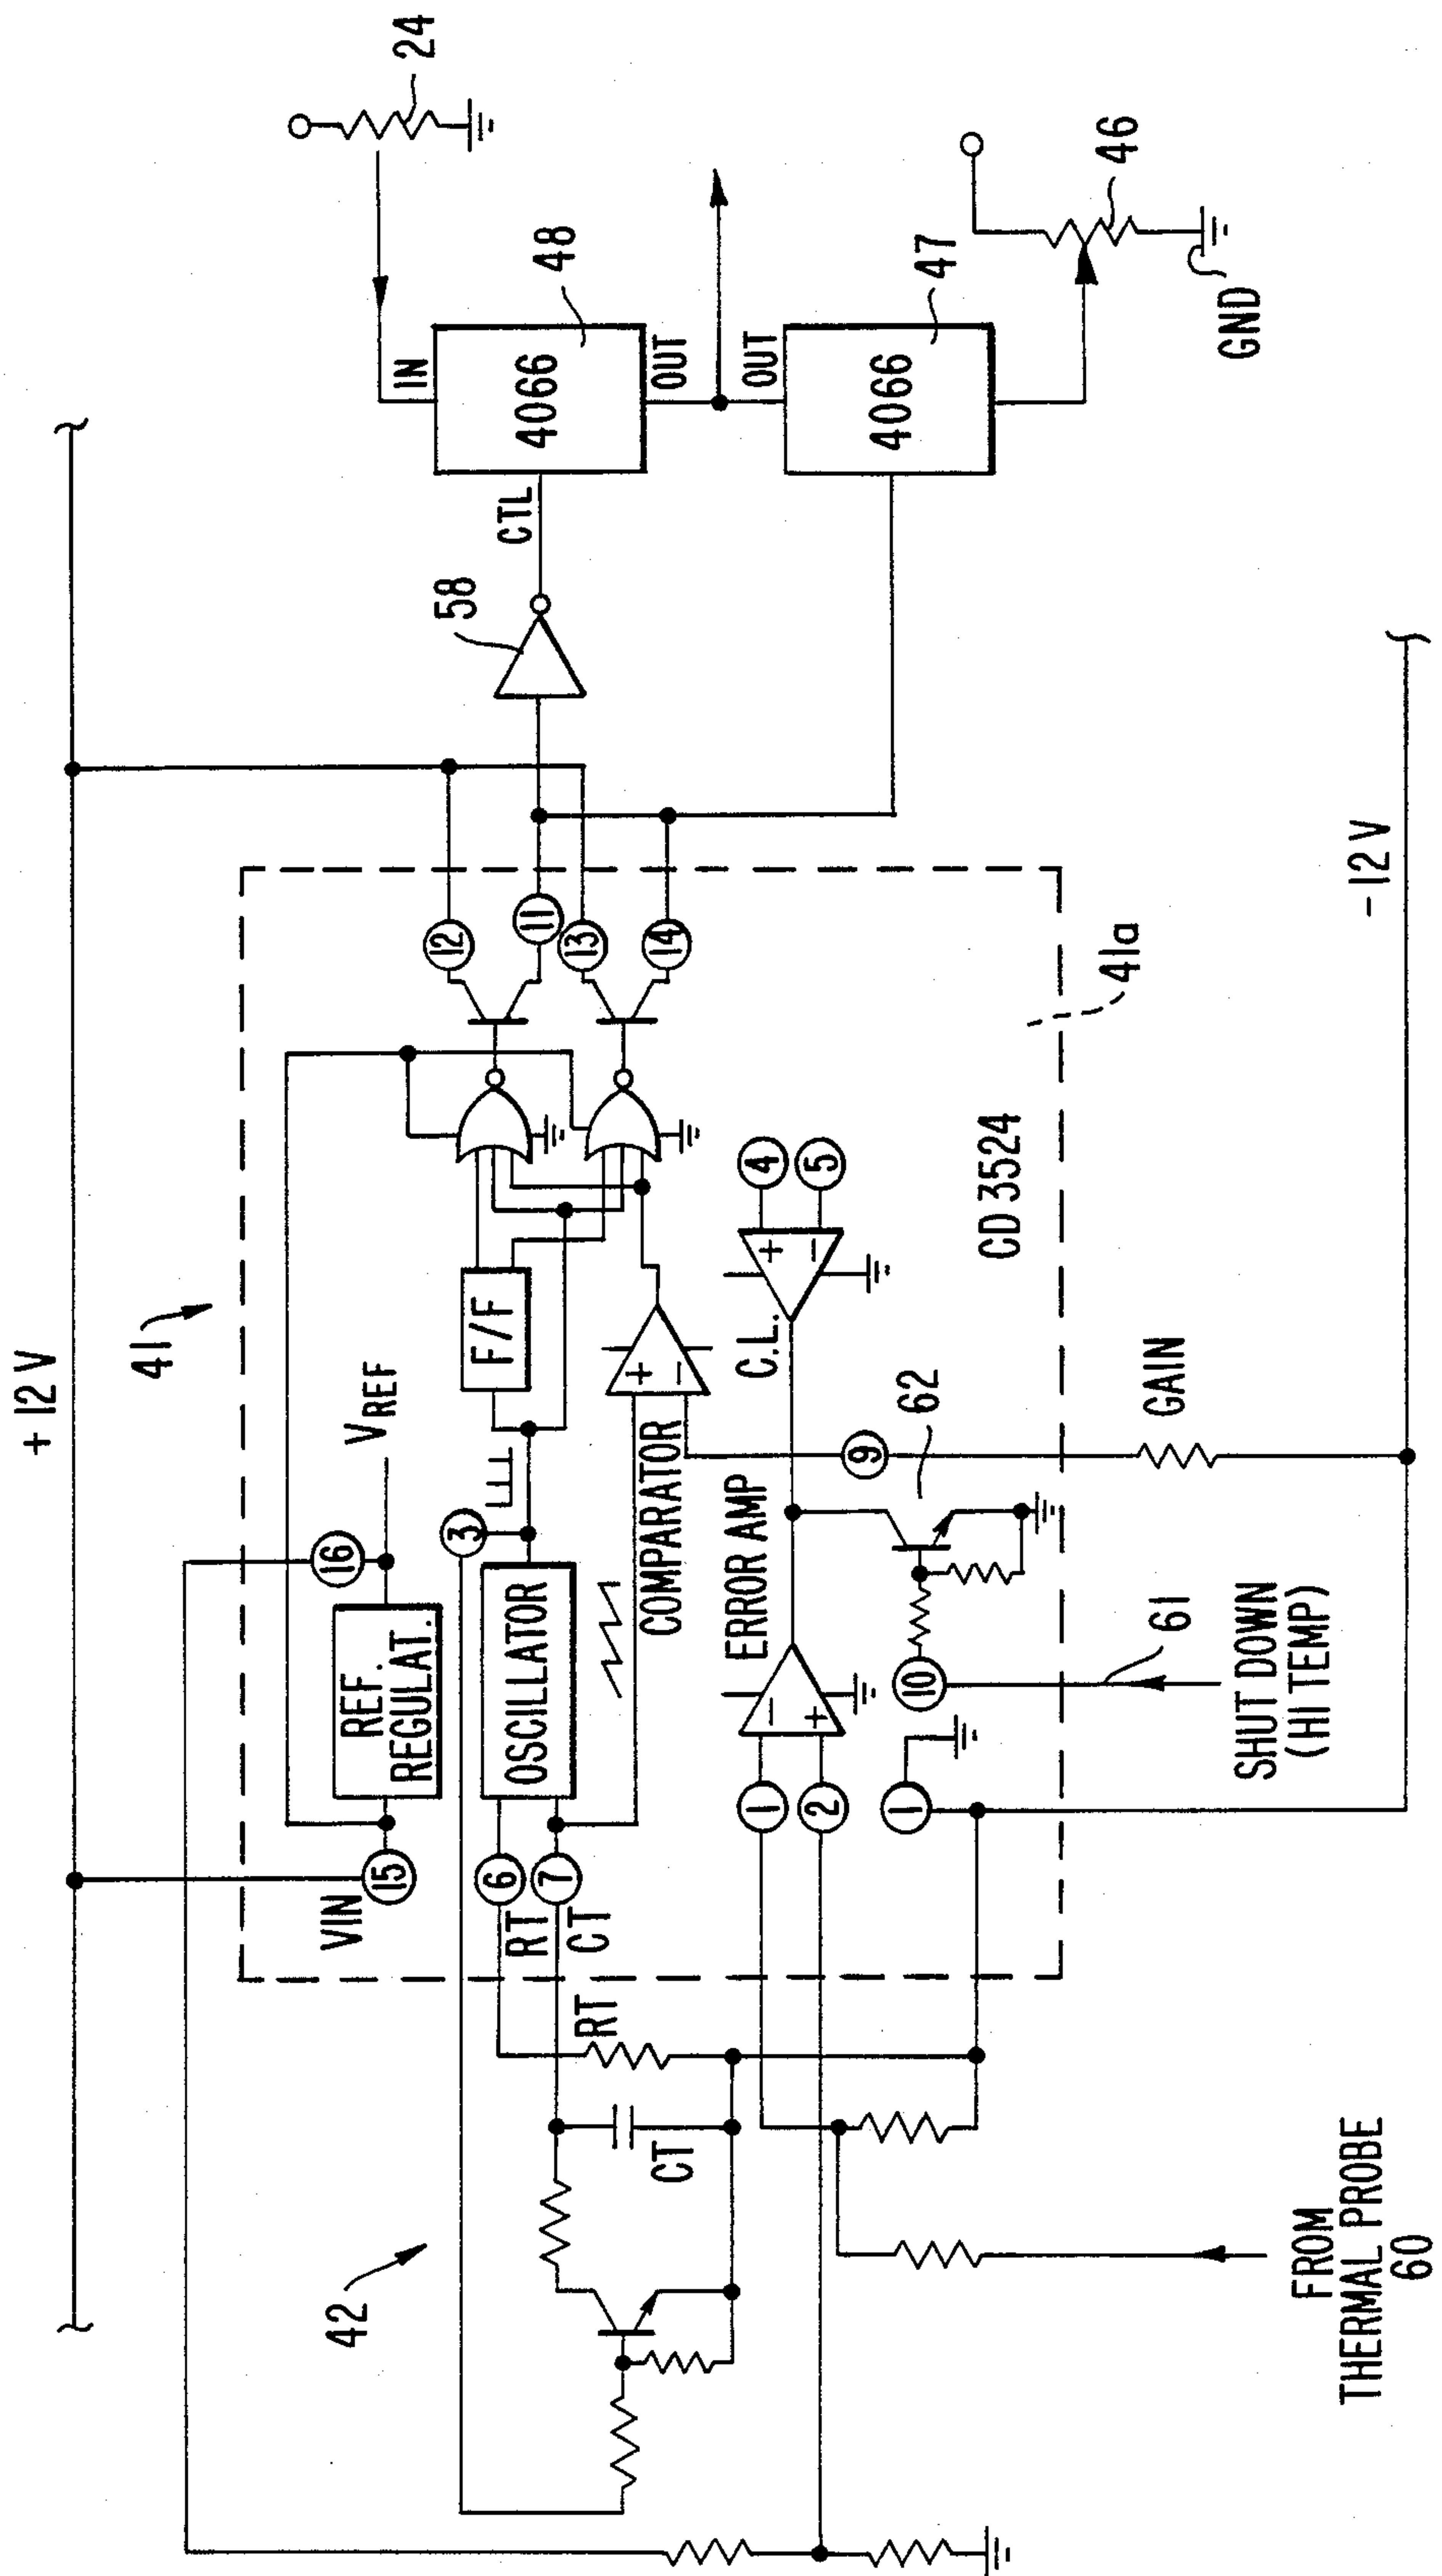 +12 V
41
VIN
15
REF.
REGULAT.
16
VREF
42
RT
CT
6
7
OSCILLATOR
3
F/F
12
11
13
14
58
CTL
IN
4066
48
OUT
24
RT
CT
COMPARATOR
ERROR AMP
+
−
C.L.
+
−
4
5
1
2
−
+
1
10
9
62
CD 3524
41a
OUT
4066
47
46
GND
GAIN
-12 V
61
SHUT DOWN
(HI TEMP)
FROM
THERMAL PROBE
60